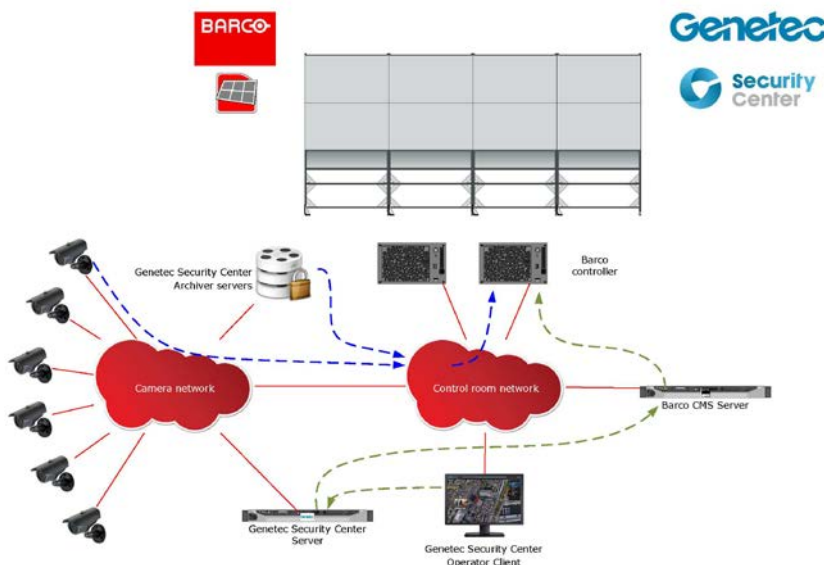 BARCO
Genetec
Security
Center
Genetec Security Center
Archiver servers
Barco
controller
Camera network
Control room network
Barco CMS Server
Genetec Security Center
Server
Genetec Security Center
Operator Client